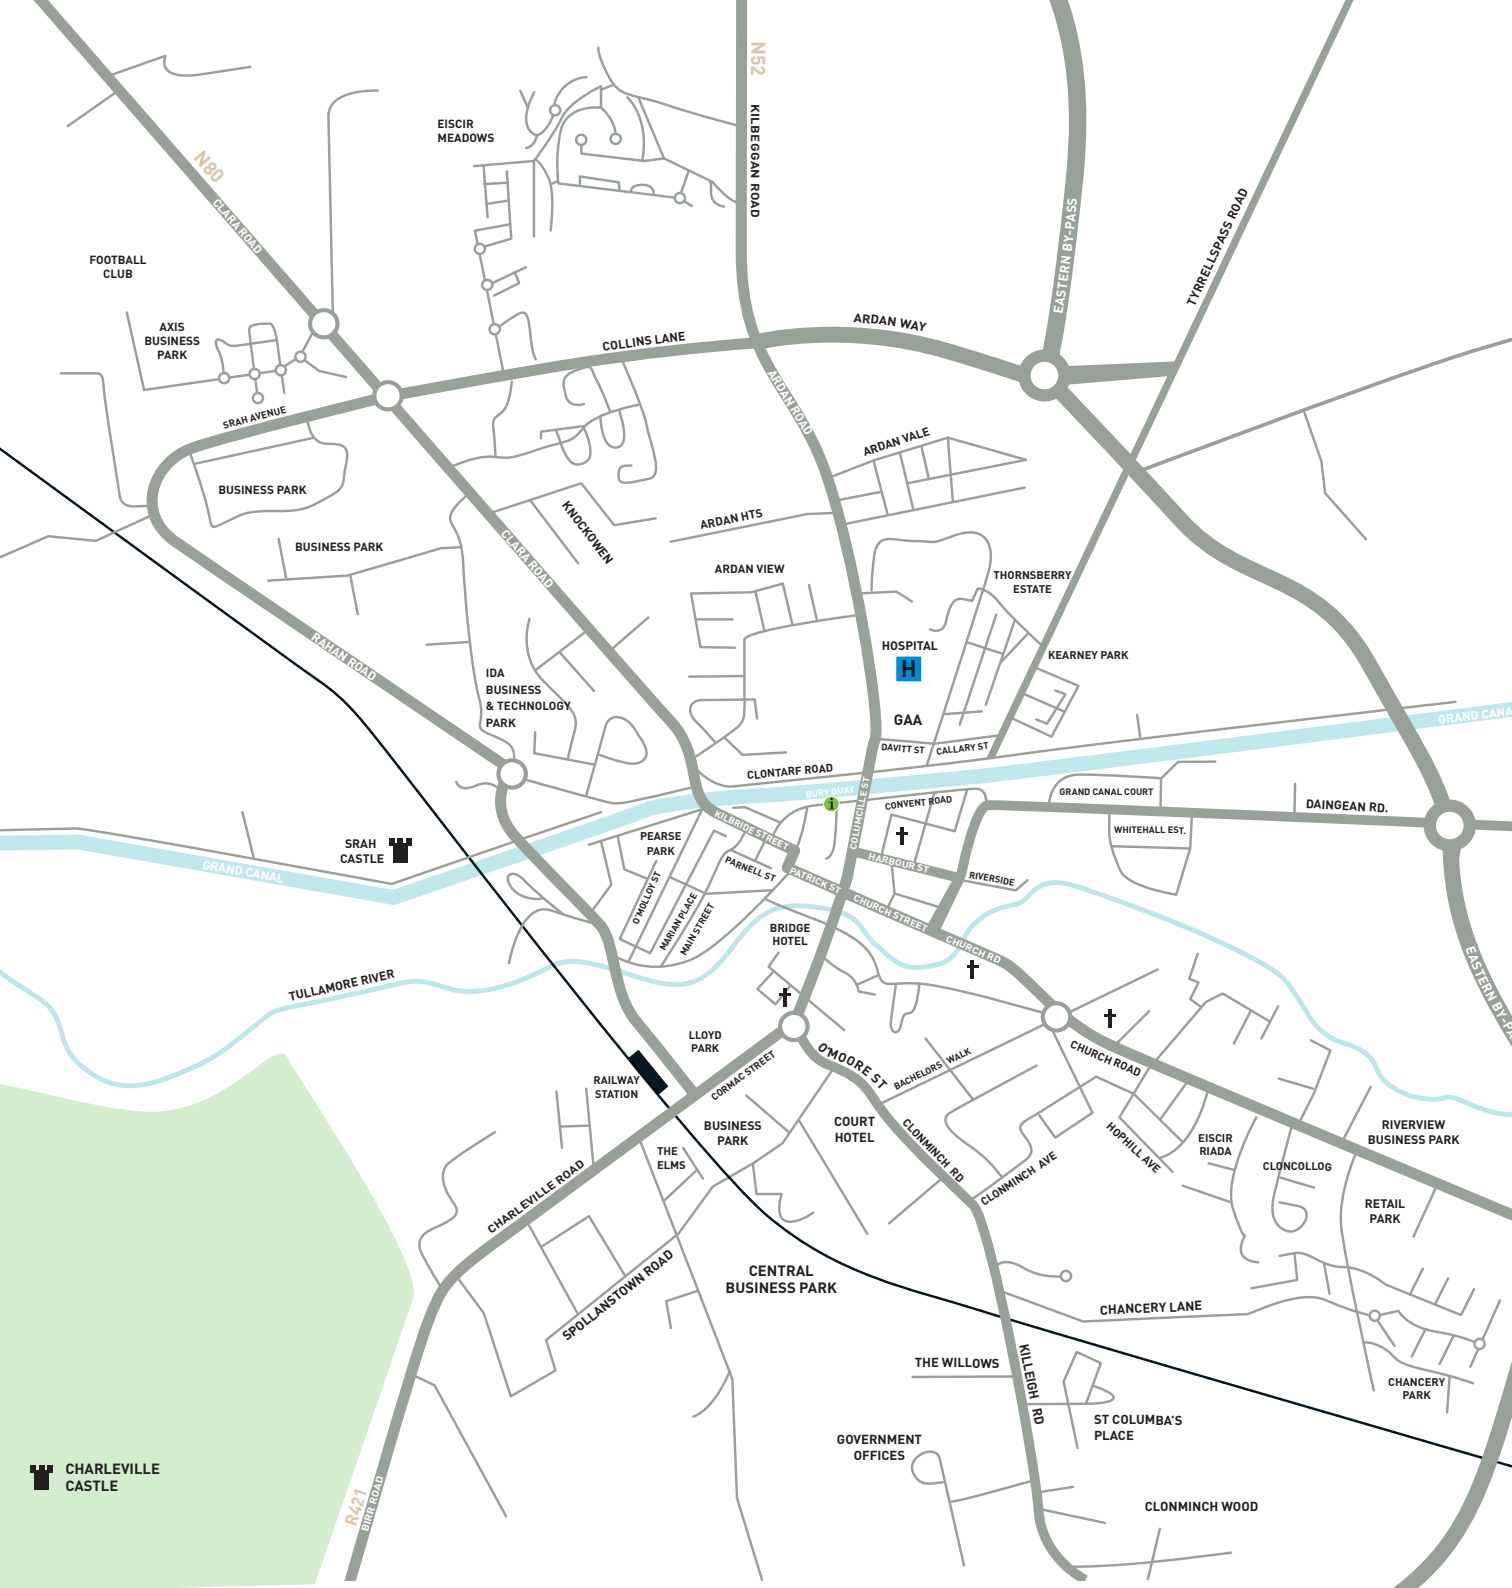 N52
KILBEGGAN ROAD
EISCIR
MEADOWS
N80
CLARA ROAD
EASTERN BY-PASS
TYRRELLSPASS ROAD
FOOTBALL
CLUB
AXIS
BUSINESS
PARK
COLLINS LANE
ARDAN WAY
SRAH AVENUE
ARDAN ROAD
ARDAN VALE
BUSINESS PARK
KNOCKOWEN
ARDAN HTS
BUSINESS PARK
CLARA ROAD
ARDAN VIEW
THORNSBERRY
ESTATE
RAHAN ROAD
HOSPITAL
H
KEARNEY PARK
IDA
BUSINESS
& TECHNOLOGY
PARK
GAA
GRAND CANA
DAVITT ST
CALLARY ST
CLONTARF ROAD
BURY QUAY
i
COLUMCILLE ST
CONVENT ROAD
GRAND CANAL COURT
DAINGEAN RD.
KILBRIDE STREET
WHITEHALL EST.
SRAH
CASTLE
PEARSE
PARK
PARNELL ST
PATRICK ST
HARBOUR ST
RIVERSIDE
GRAND CANAL
O'MOLLOY ST
MARIAN PLACE
MAIN STREET
CHURCH STREET
BRIDGE
HOTEL
CHURCH RD
EASTERN BY-PA
TULLAMORE RIVER
LLOYD
PARK
O'MOORE ST
BACHELORS WALK
CHURCH ROAD
RAILWAY
STATION
CORMAC STREET
BUSINESS
PARK
COURT
HOTEL
CLONMINCH RD
HOPHILL AVE
EISCIR
RIADA
RIVERVIEW
BUSINESS PARK
THE
ELMS
CLONMINCH AVE
CLONCOLLOG
CHARLEVILLE ROAD
RETAIL
PARK
SPOLLANSTOWN ROAD
CENTRAL
BUSINESS PARK
CHANCERY LANE
THE WILLOWS
KILLEIGH RD
CHANCERY
PARK
ST COLUMBA'S
PLACE
GOVERNMENT
OFFICES
CHARLEVILLE
CASTLE
R421
BIRR ROAD
CLONMINCH WOOD